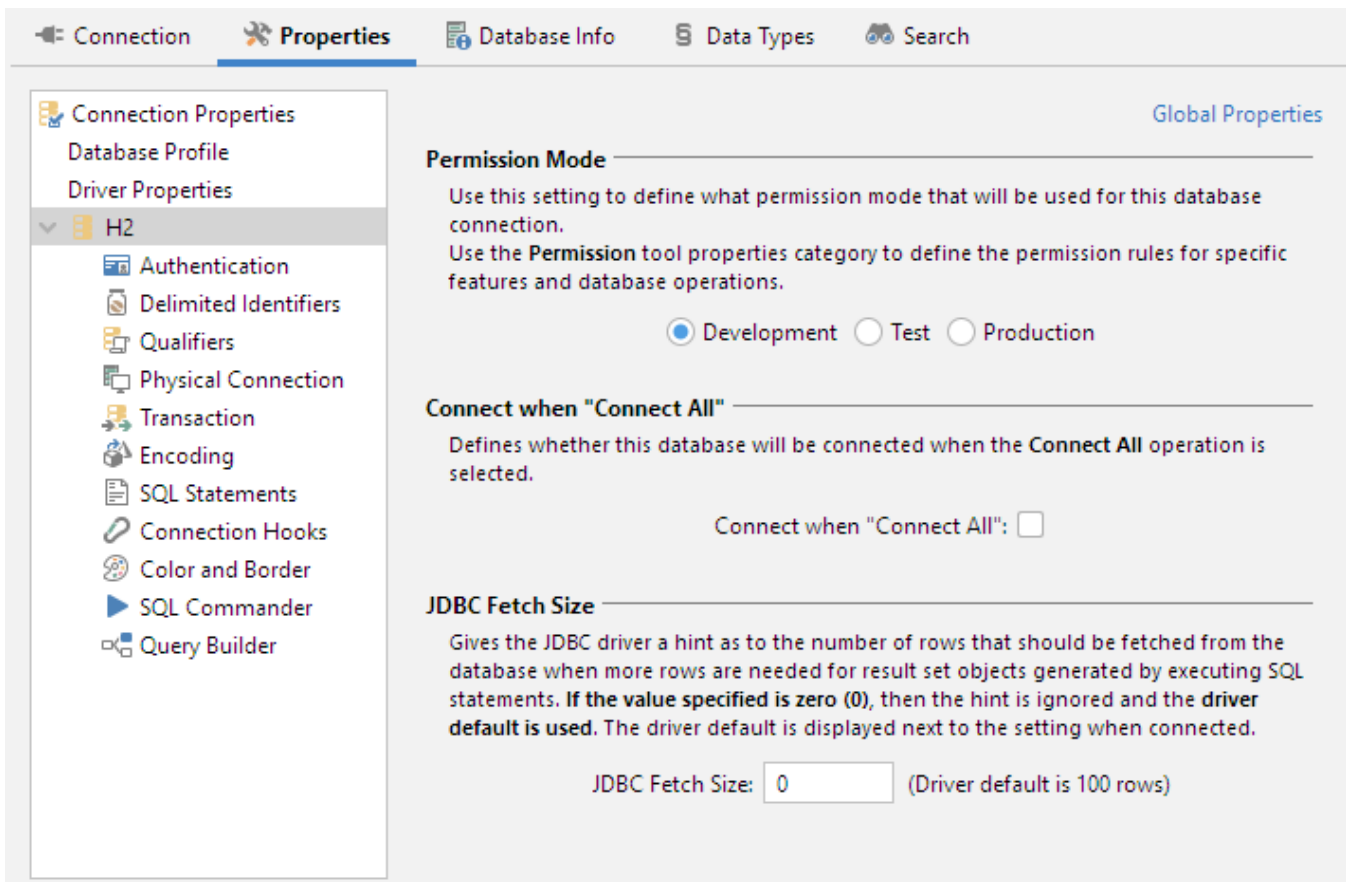 Connection Properties Database Info Data Types Search
Connection Properties
Database Profile
Driver Properties
H2
Authentication
Delimited Identifiers
Qualifiers
Physical Connection
Transaction
Encoding
SQL Statements
Connection Hooks
Color and Border
SQL Commander
Query Builder
Global Properties
Permission Mode
Use this setting to define what permission mode that will be used for this database
connection.
Use the Permission tool properties category to define the permission rules for specific
features and database operations.
Development Test Production
Connect when "Connect All"
Defines whether this database will be connected when the Connect All operation is
selected.
Connect when "Connect All":
JDBC Fetch Size
Gives the JDBC driver a hint as to the number of rows that should be fetched from the
database when more rows are needed for result set objects generated by executing SQL
statements. If the value specified is zero (0), then the hint is ignored and the driver
default is used. The driver default is displayed next to the setting when connected.
JDBC Fetch Size: 0 (Driver default is 100 rows)